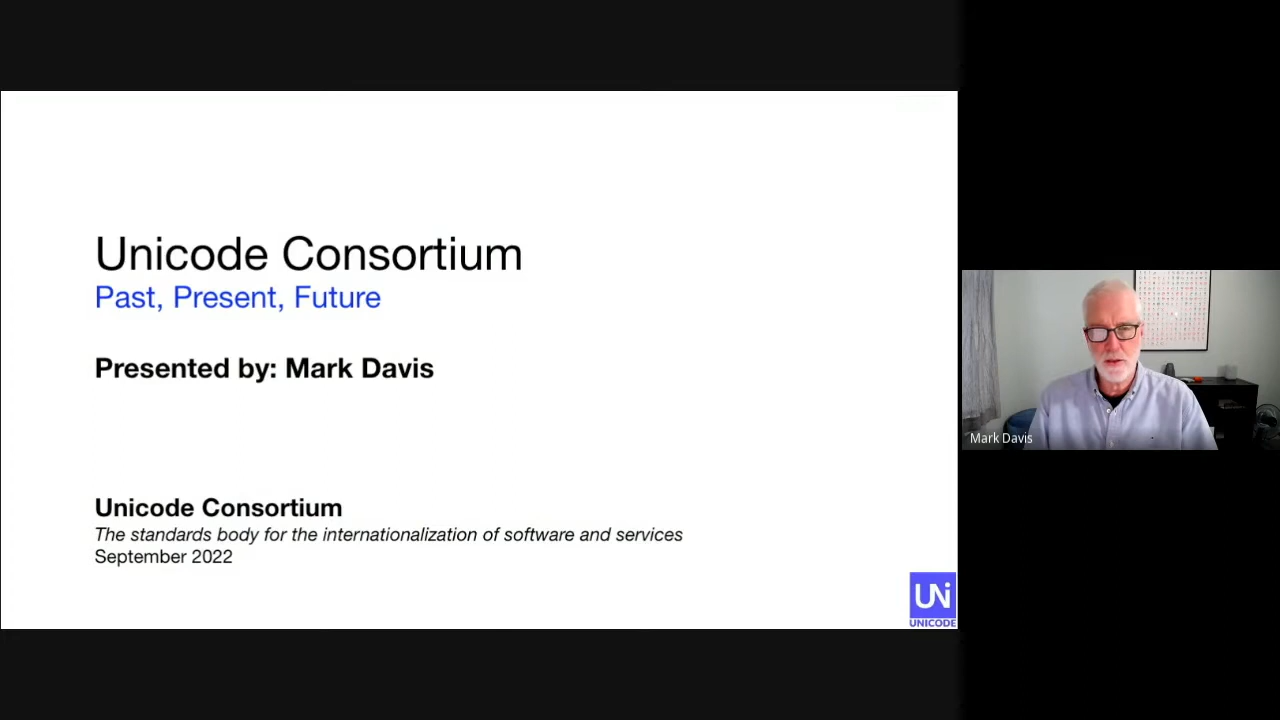 Unicode Consortium
Past, Present, Future
Presented by: Mark Davis
Unicode Consortium
The standards body for the internationalization of software and services
September 2022
UNi
UNICODE
Mark Davis